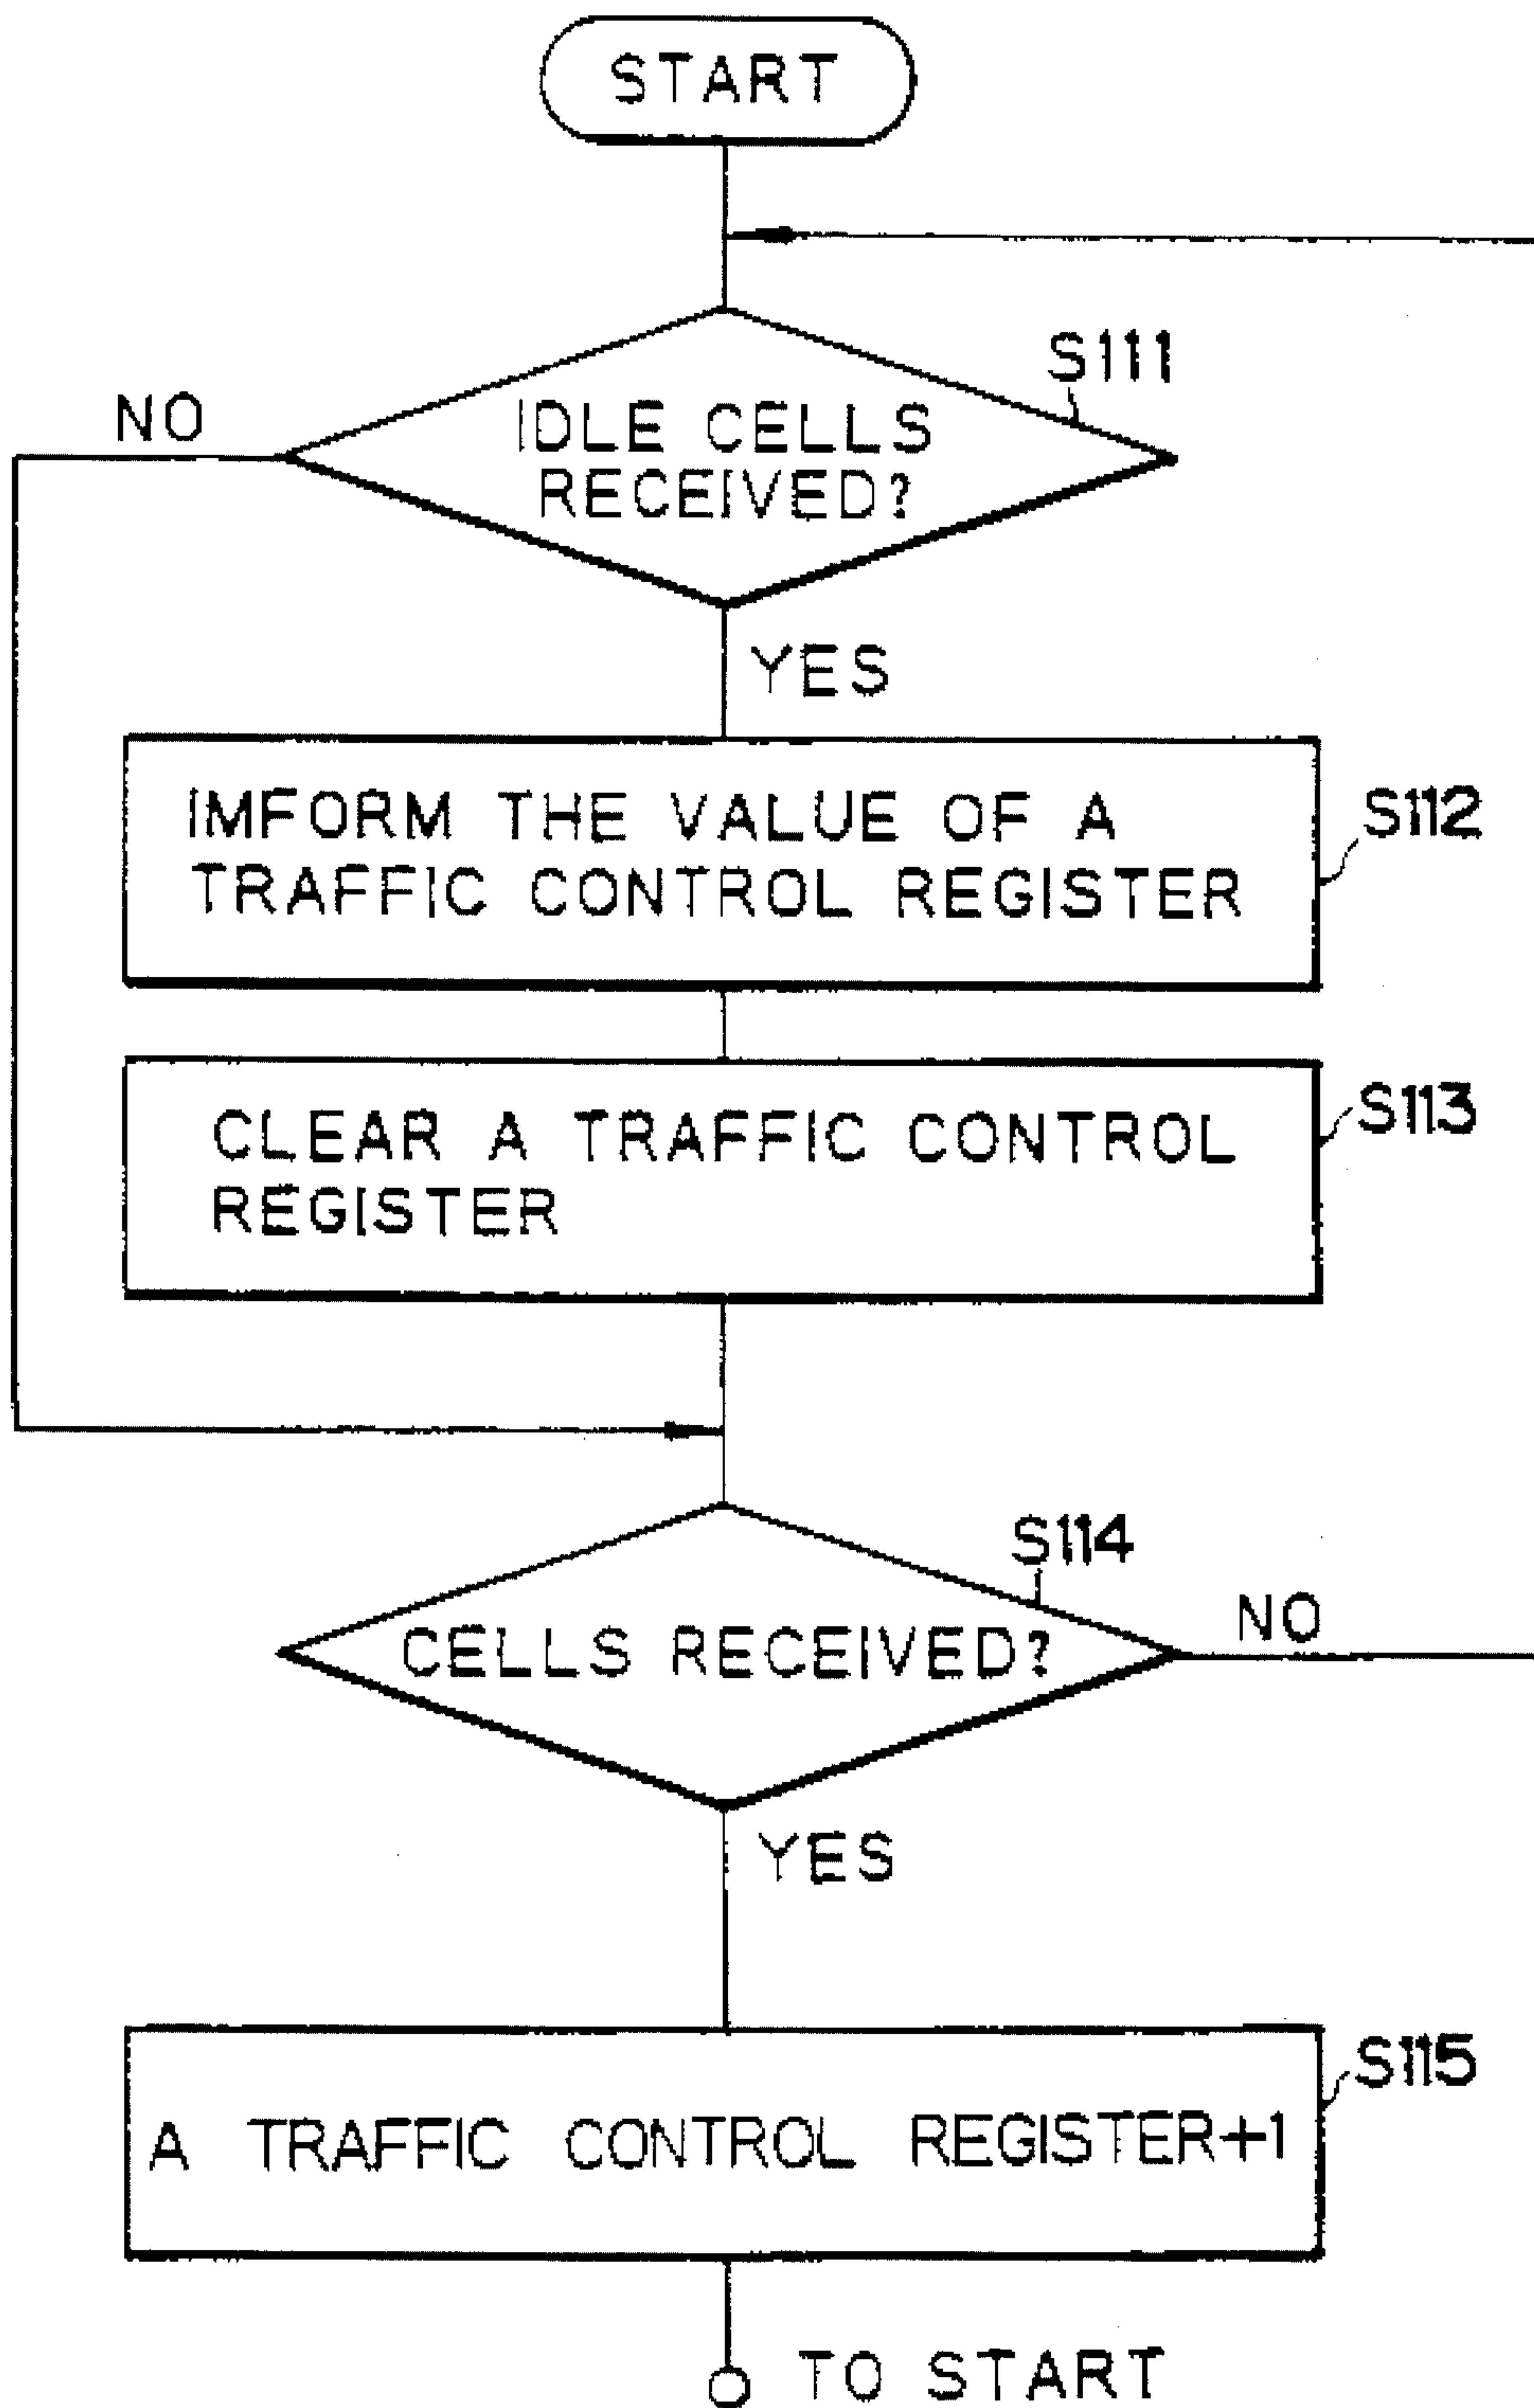 START
S111
NO
IDLE CELLS
RECEIVED?
YES
IMFORM THE VALUE OF A
TRAFFIC CONTROL REGISTER
S112
CLEAR A TRAFFIC CONTROL
REGISTER
S113
S114
CELLS RECEIVED?
NO
YES
A TRAFFIC CONTROL REGISTER+1
S115
TO START